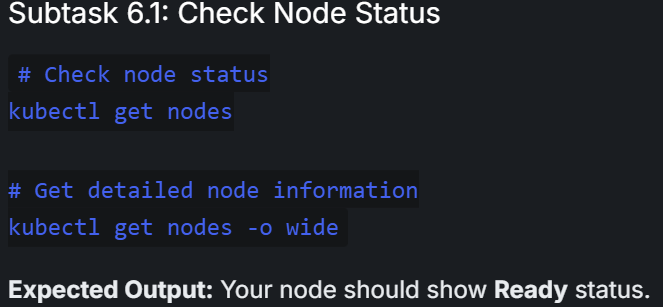 Subtask 6.1: Check Node Status
# Check node status
kubectl get nodes
# Get detailed node information
kubectl get nodes -o wide
Expected Output: Your node should show Ready status.